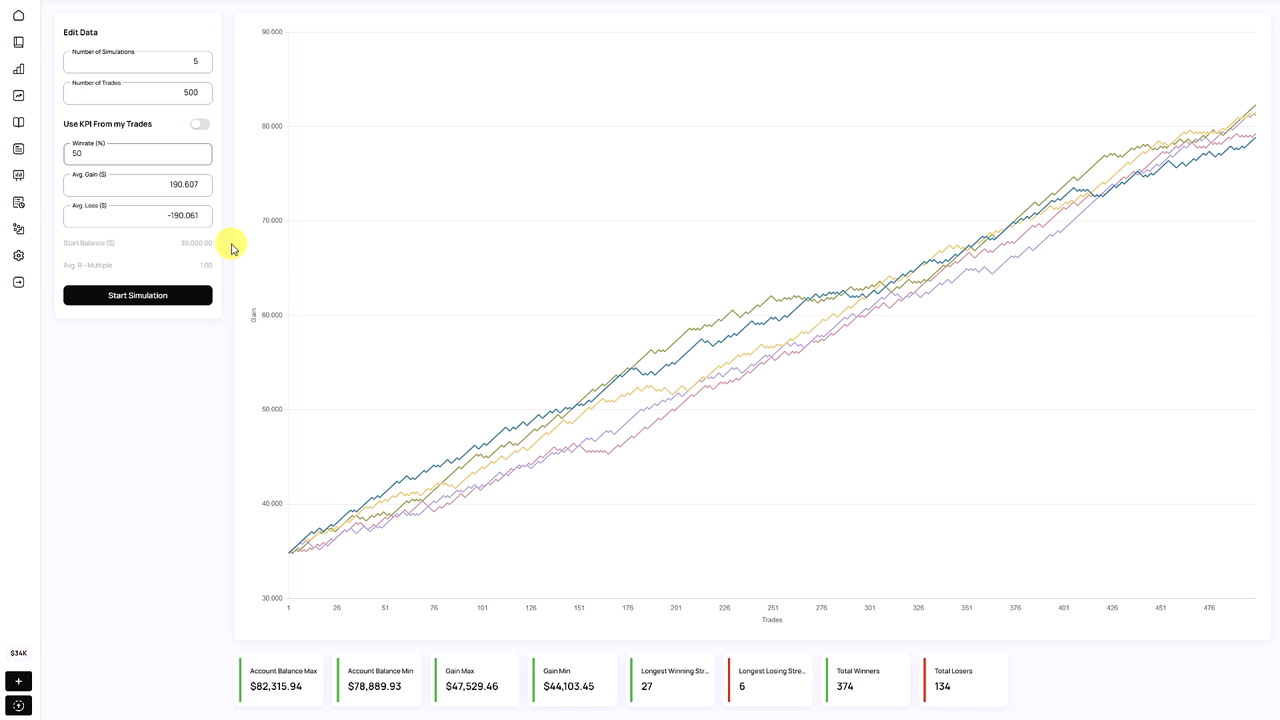 Edit Data
Number of Simulations
5
Number of Trades
500
Use KPI From my Trades
Winrate (%)
50
Avg. Gain ($)
190.607
Avg. Loss ($)
-190.061
Start Balance ($) 30,000.00
Avg. R - Multiple 1.00
Start Simulation
$34K
90.000
80.000
70.000
60.000
50.000
40.000
30.000
Gain
1 26 51 76 101 126 151 176 201 226 251 276 301 326 351 376 401 426 451 476
Trades
Account Balance Max
$82,315.94
Account Balance Min
$78,889.93
Gain Max
$47,529.46
Gain Min
$44,103.45
Longest Winning Str...
27
Longest Losing Stre...
6
Total Winners
374
Total Losers
134